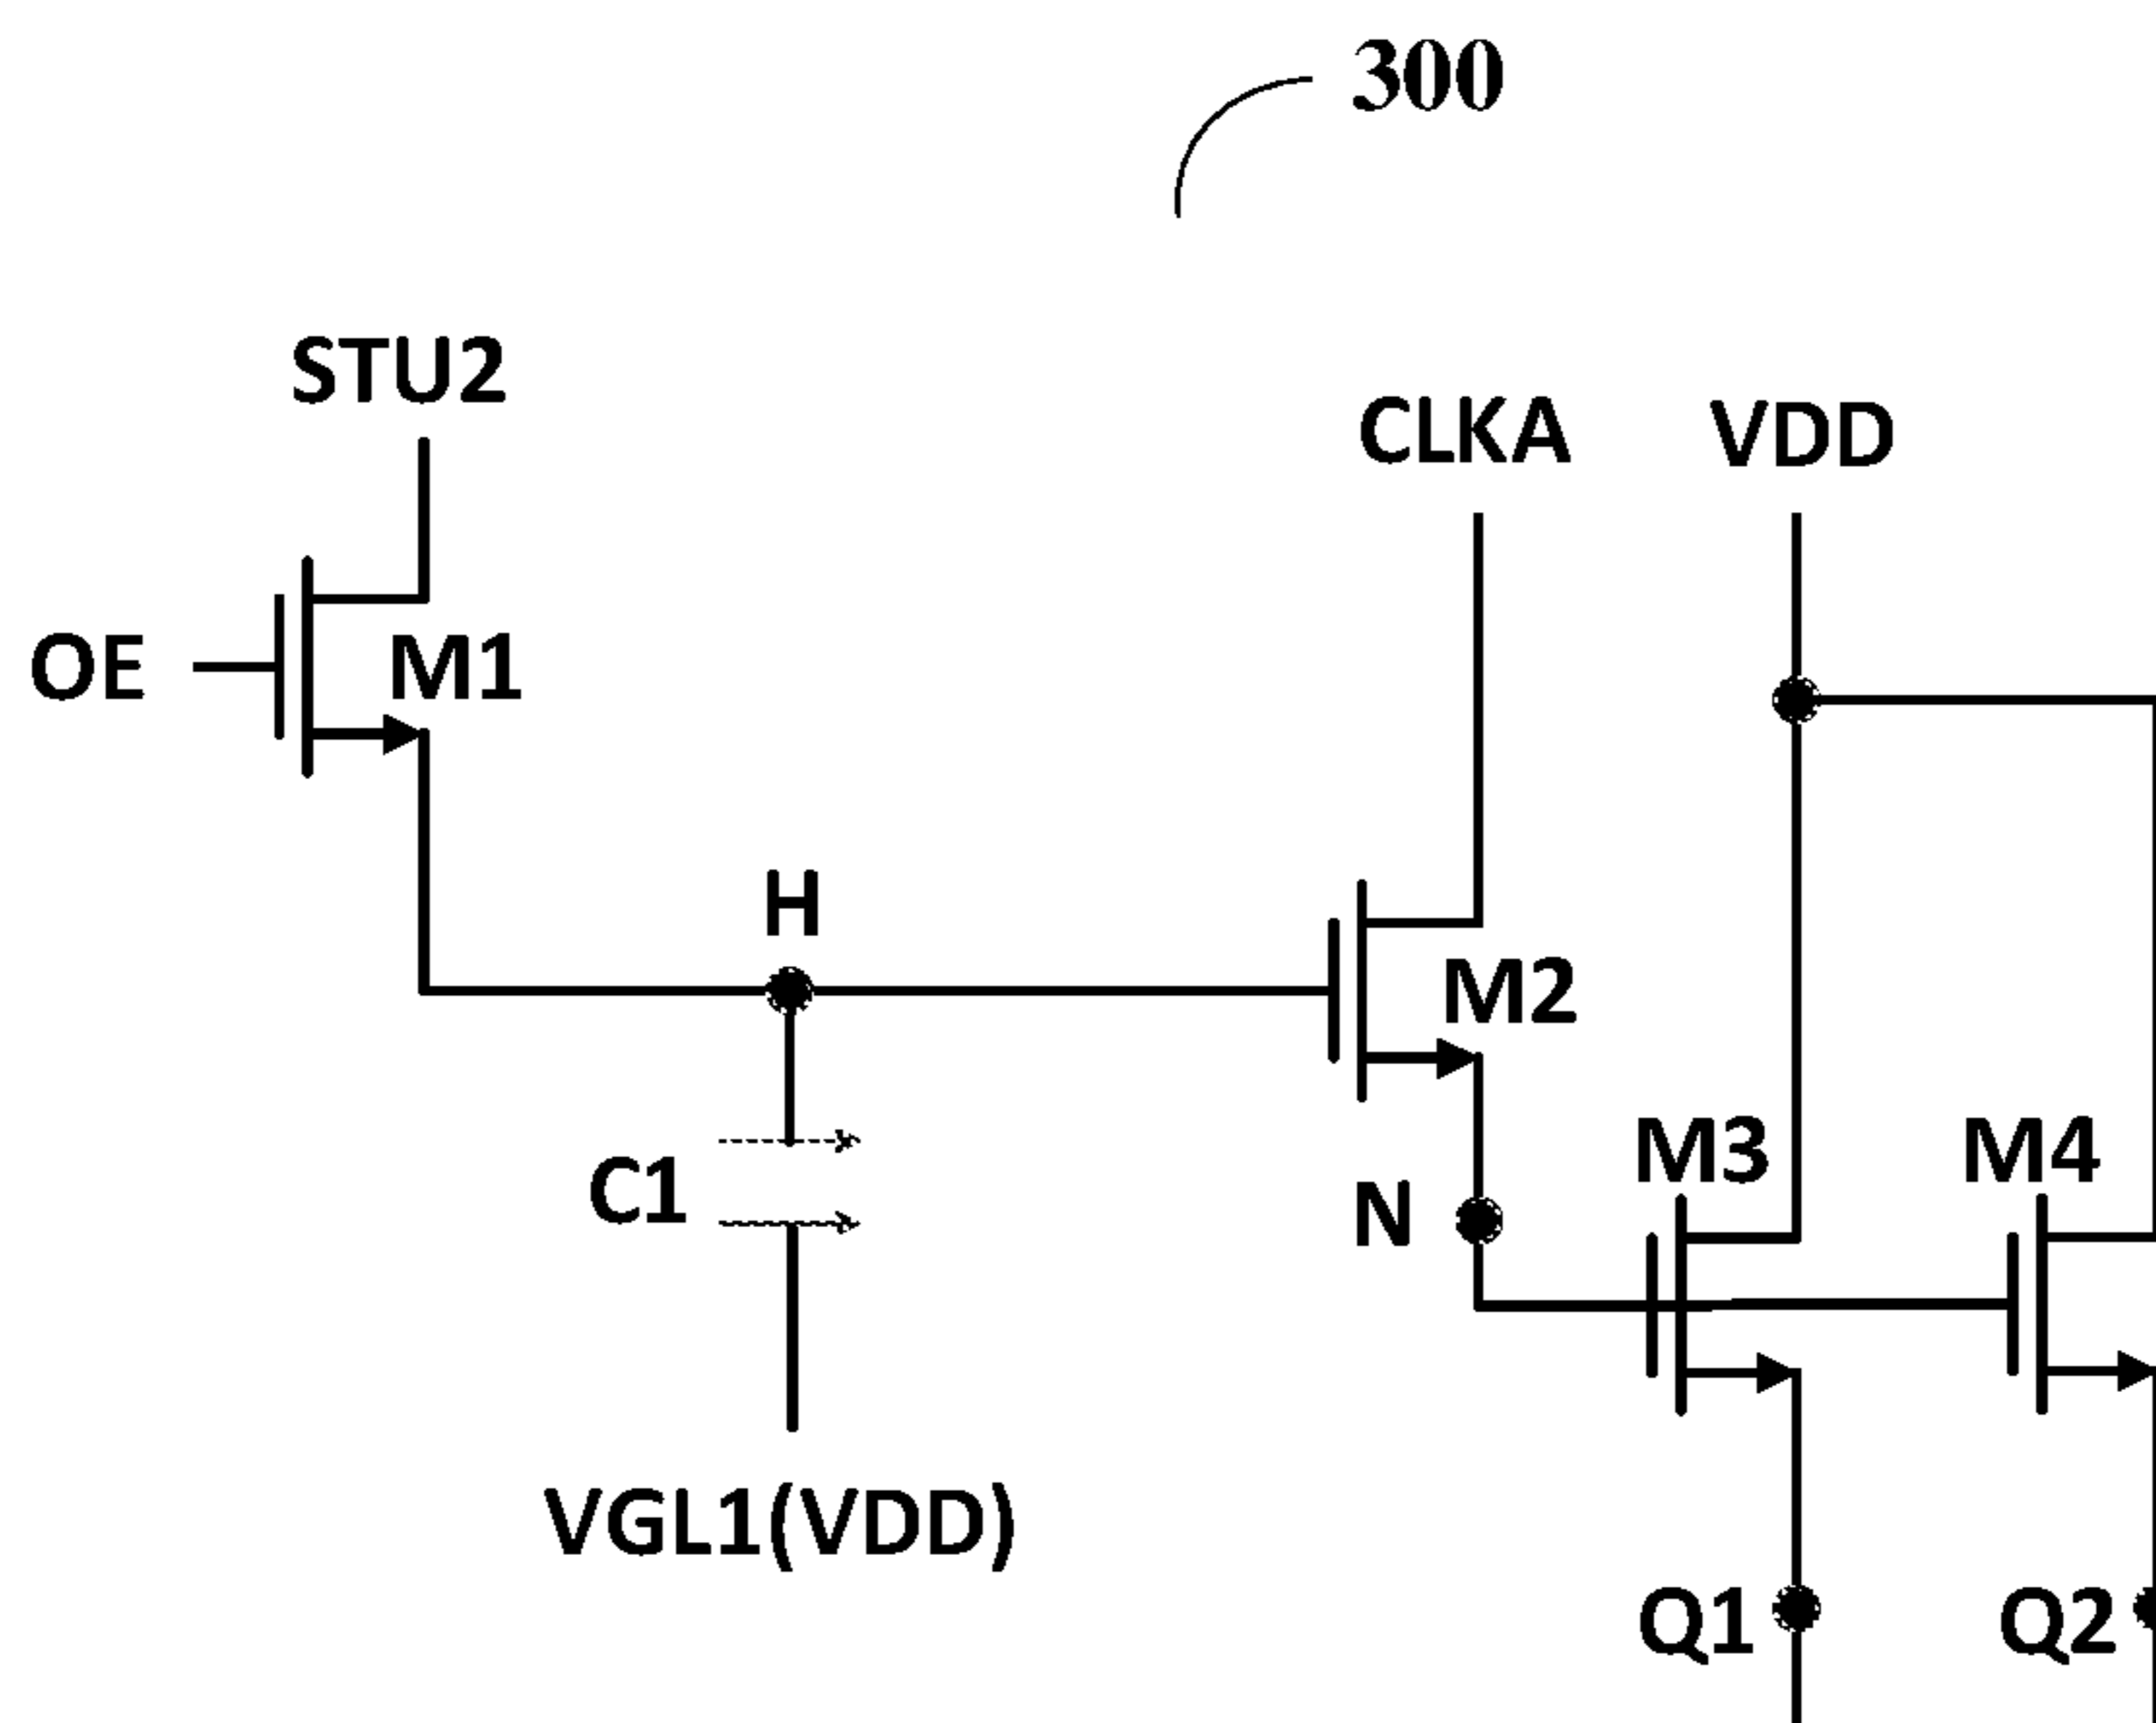 300
STU2
CLKA VDD
OE M1
H
M2
M3 M4
C1 N
VGL1(VDD)
Q1 Q2